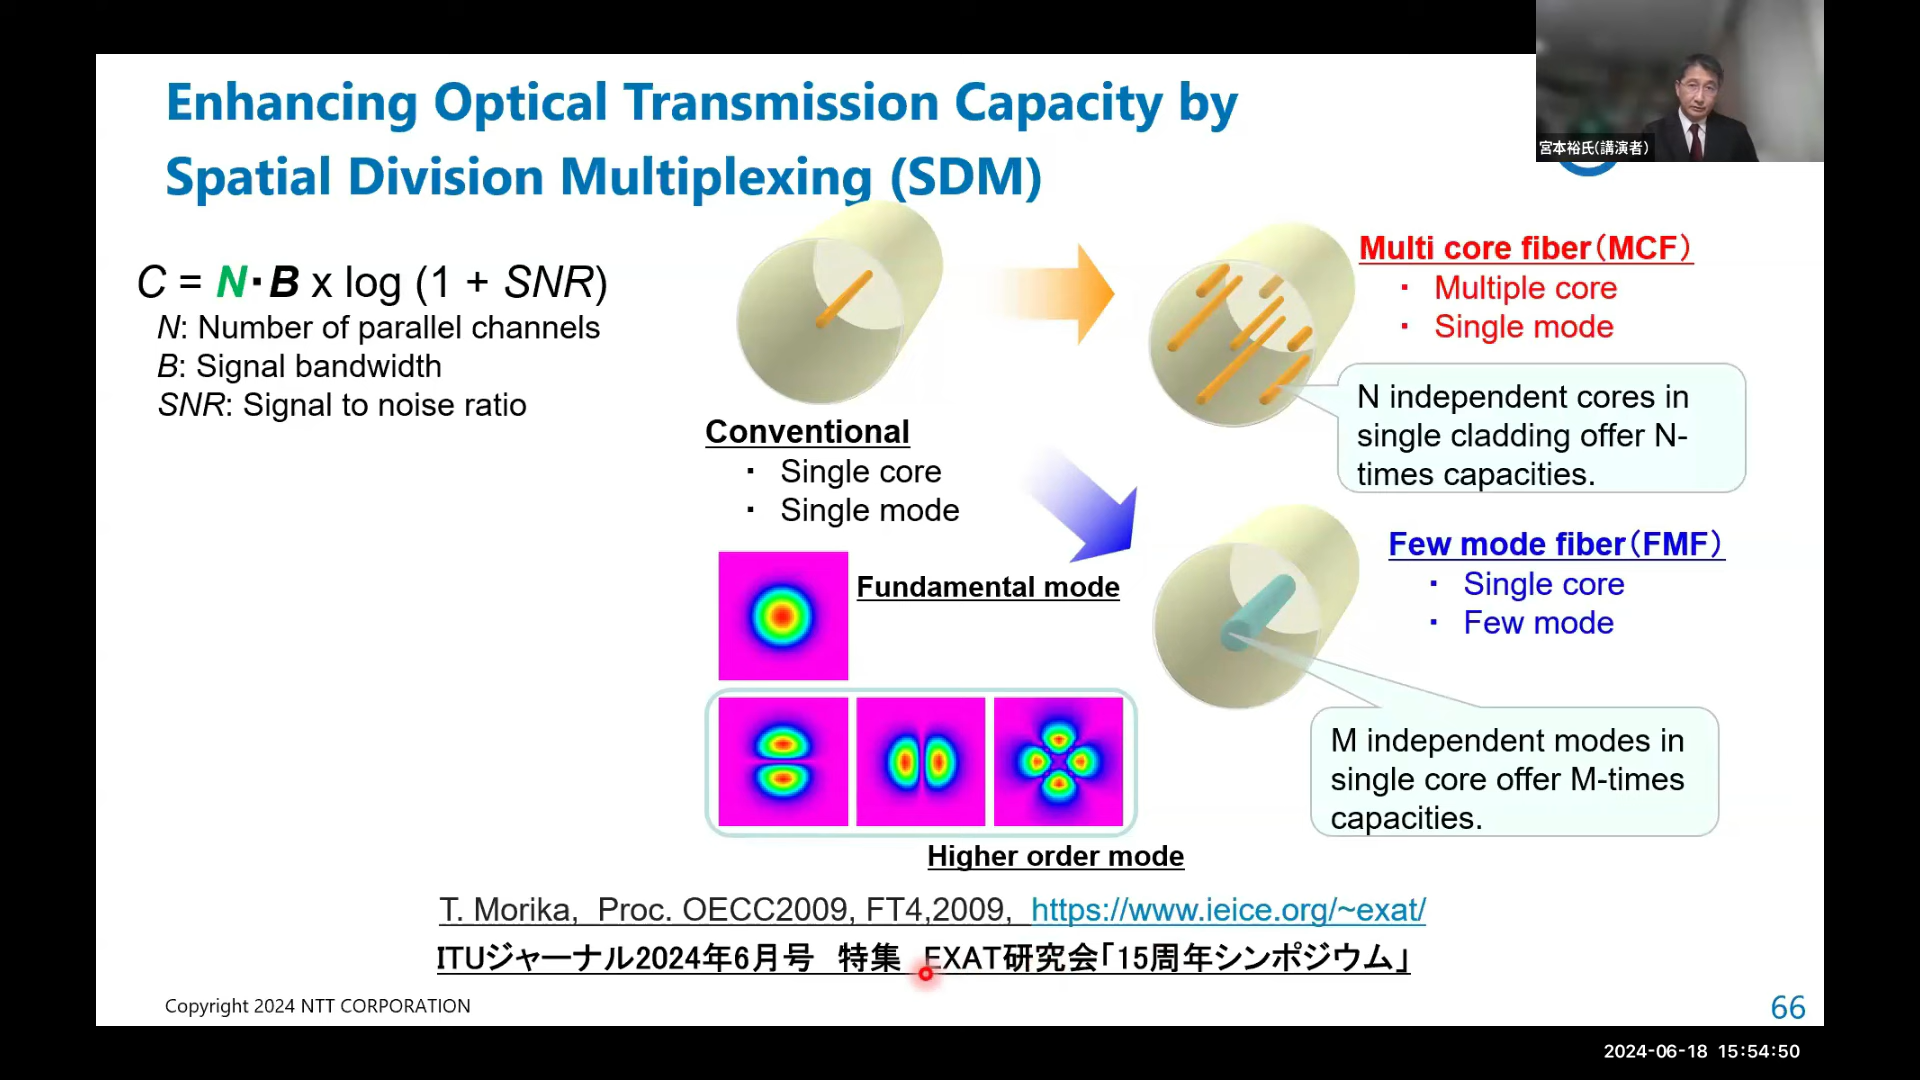 Enhancing Optical Transmission Capacity by
Spatial Division Multiplexing (SDM)
宮本裕氏(講演者)
C = N・B x log (1 + SNR)
N: Number of parallel channels
B: Signal bandwidth
SNR: Signal to noise ratio
Conventional
・ Single core
・ Single mode
Multi core fiber（MCF）
・ Multiple core
・ Single mode
N independent cores in
single cladding offer N-
times capacities.
Few mode fiber（FMF）
・ Single core
・ Few mode
M independent modes in
single core offer M-times
capacities.
Fundamental mode
Higher order mode
T. Morika, Proc. OECC2009, FT4,2009, https://www.ieice.org/~exat/
ITUジャーナル2024年6月号　特集　EXAT研究会「15周年シンポジウム」
Copyright 2024 NTT CORPORATION
66
2024-06-18 15:54:50